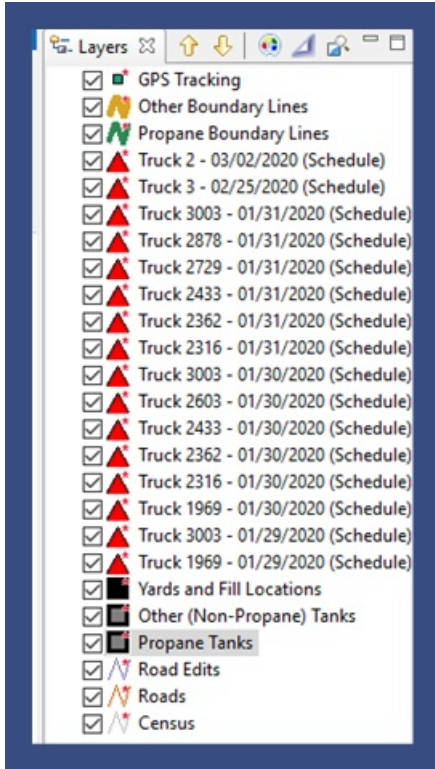 Layers
GPS Tracking
Other Boundary Lines
Propane Boundary Lines
Truck 2 - 03/02/2020 (Schedule)
Truck 3 - 02/25/2020 (Schedule)
Truck 3003 - 01/31/2020 (Schedule)
Truck 2878 - 01/31/2020 (Schedule)
Truck 2729 - 01/31/2020 (Schedule)
Truck 2433 - 01/31/2020 (Schedule)
Truck 2362 - 01/31/2020 (Schedule)
Truck 2316 - 01/31/2020 (Schedule)
Truck 3003 - 01/30/2020 (Schedule)
Truck 2603 - 01/30/2020 (Schedule)
Truck 2433 - 01/30/2020 (Schedule)
Truck 2362 - 01/30/2020 (Schedule)
Truck 2316 - 01/30/2020 (Schedule)
Truck 1969 - 01/30/2020 (Schedule)
Truck 3003 - 01/29/2020 (Schedule)
Truck 1969 - 01/29/2020 (Schedule)
Yards and Fill Locations
Other (Non-Propane) Tanks
Propane Tanks
Road Edits
Roads
Census